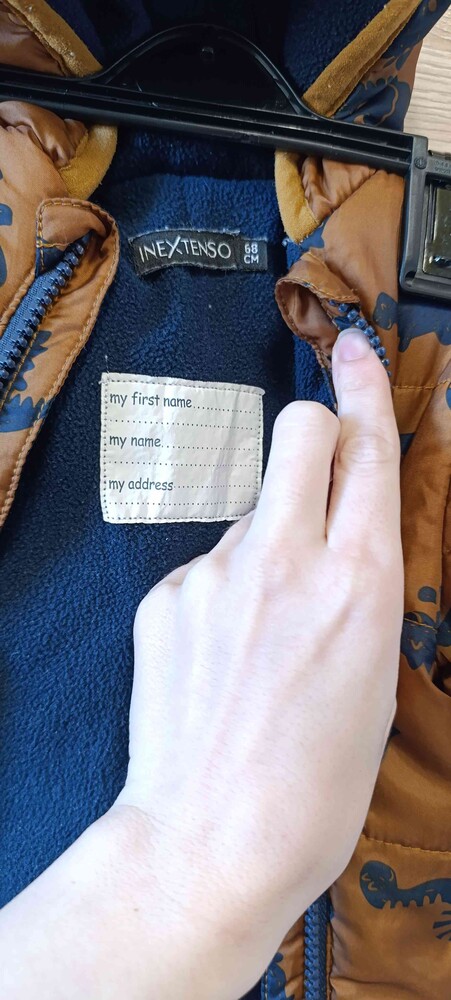 INEXTENSO
68
CM
my first name....................
my name....................
my address....................